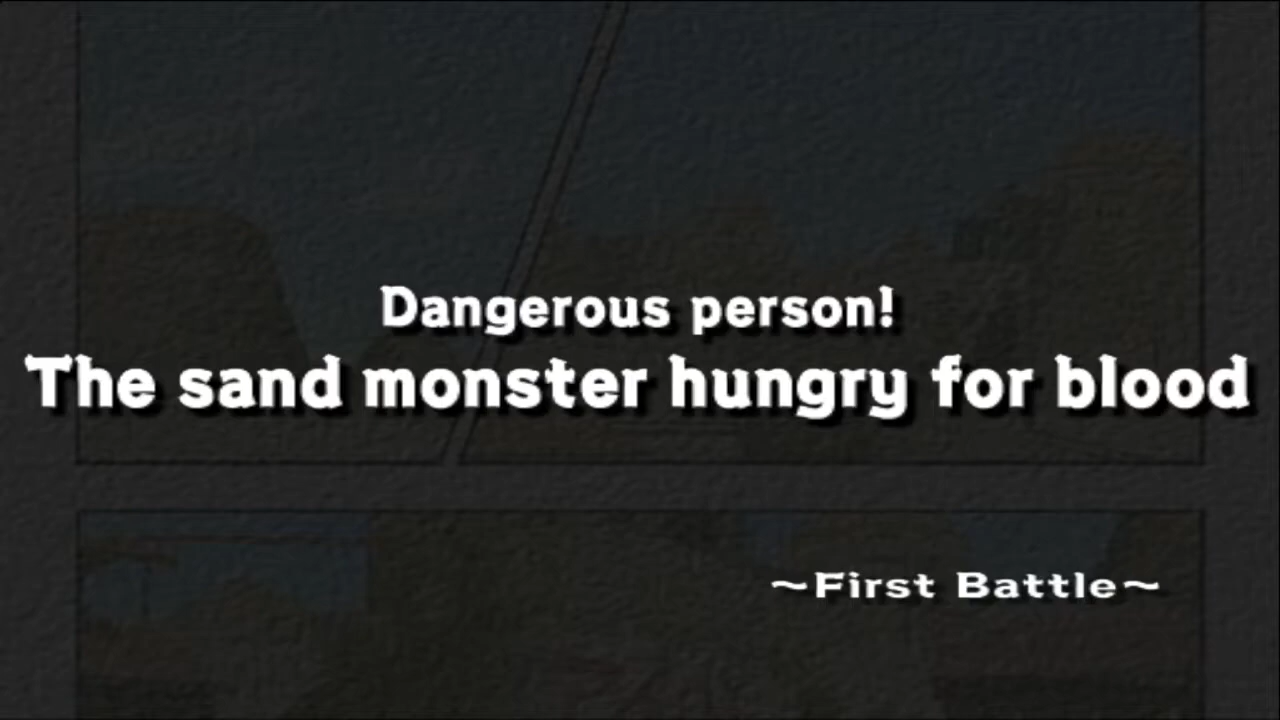 Dangerous person!
The sand monster hungry for blood
~First Battle~